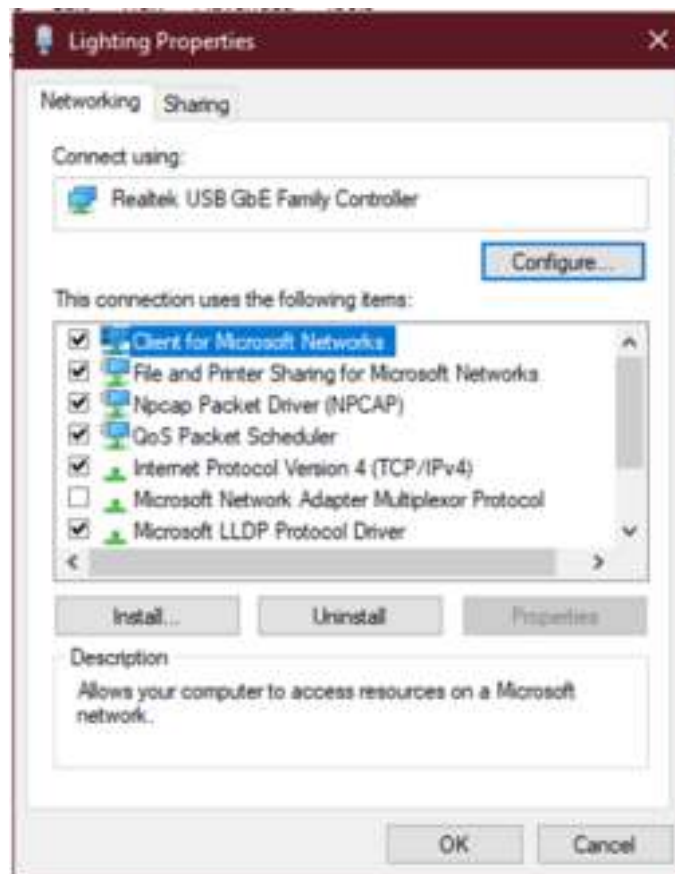 Lighting Properties
Networking Sharing
Connect using:
Realtek USB GbE Family Controller
Configure...
This connection uses the following items:
Client for Microsoft Networks
File and Printer Sharing for Microsoft Networks
Npcap Packet Driver (NPCAP)
QoS Packet Scheduler
Internet Protocol Version 4 (TCP/IPv4)
Microsoft Network Adapter Multiplexor Protocol
Microsoft LLDP Protocol Driver
Install... Uninstall Properties
Description
Allows your computer to access resources on a Microsoft
network.
OK Cancel